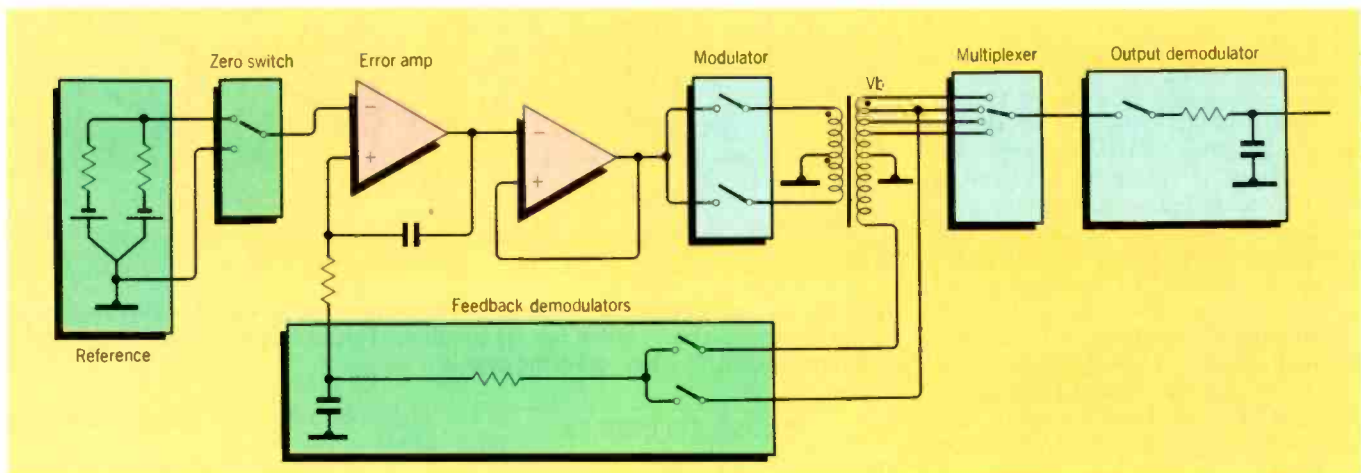 Zero switch
Error amp
Modulator
Multiplexer
Output demodulator
Vb
−
+
−
+
Feedback demodulators
Reference